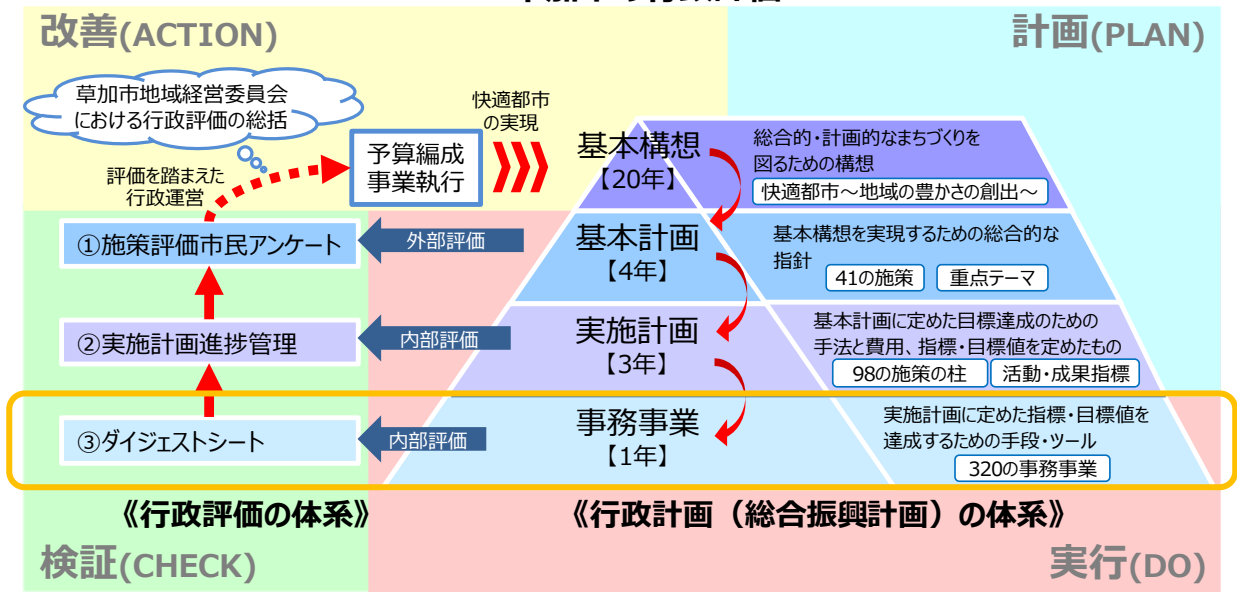 改善(ACTION)
計画(PLAN)
草加市地域経営委員会
における行政評価の総括
快適都市
の実現
評価を踏まえた
行政運営
予算編成
事業執行
基本構想
【20年】
総合的・計画的なまちづくりを
図るための構想
快適都市～地域の豊かさの創出～
①施策評価市民アンケート
外部評価
基本計画
【4年】
基本構想を実現するための総合的な
指針
41の施策
重点テーマ
②実施計画進捗管理
内部評価
実施計画
【3年】
基本計画に定めた目標達成のための
手法と費用、指標・目標値を定めたもの
98の施策の柱
活動・成果指標
③ダイジェストシート
内部評価
事務事業
【1年】
実施計画に定めた指標・目標値を
達成するための手段・ツール
320の事務事業
《行政評価の体系》
《行政計画（総合振興計画）の体系》
検証(CHECK)
実行(DO)